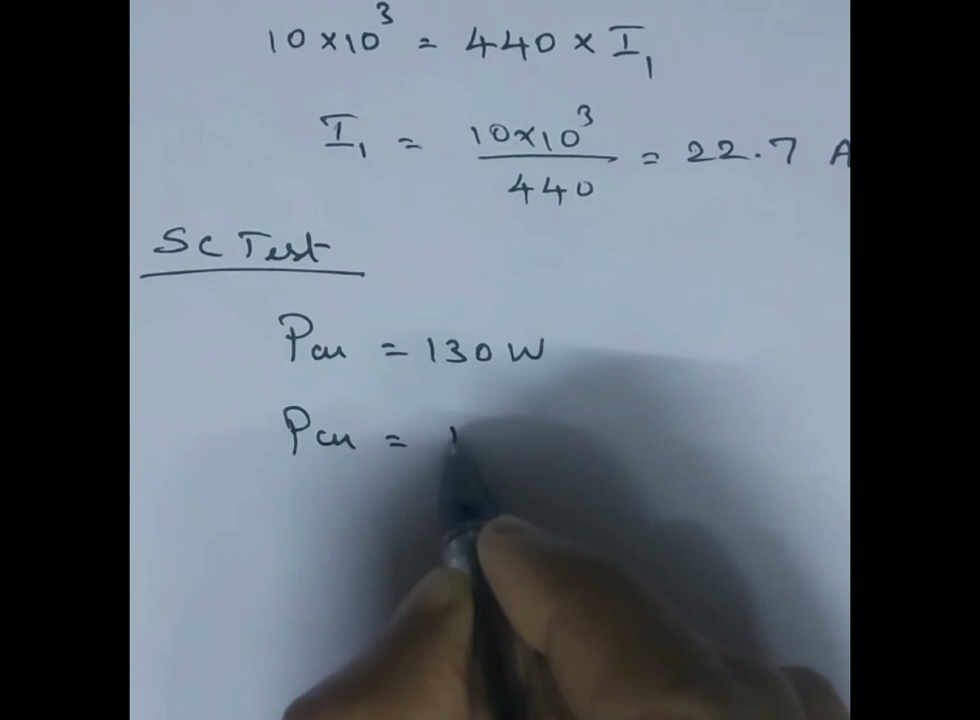 10 × 10³ = 440 × I₁
I₁ = 10×10³ / 440 = 22.7 A
SC Test
Pcu = 130 W
Pcu =